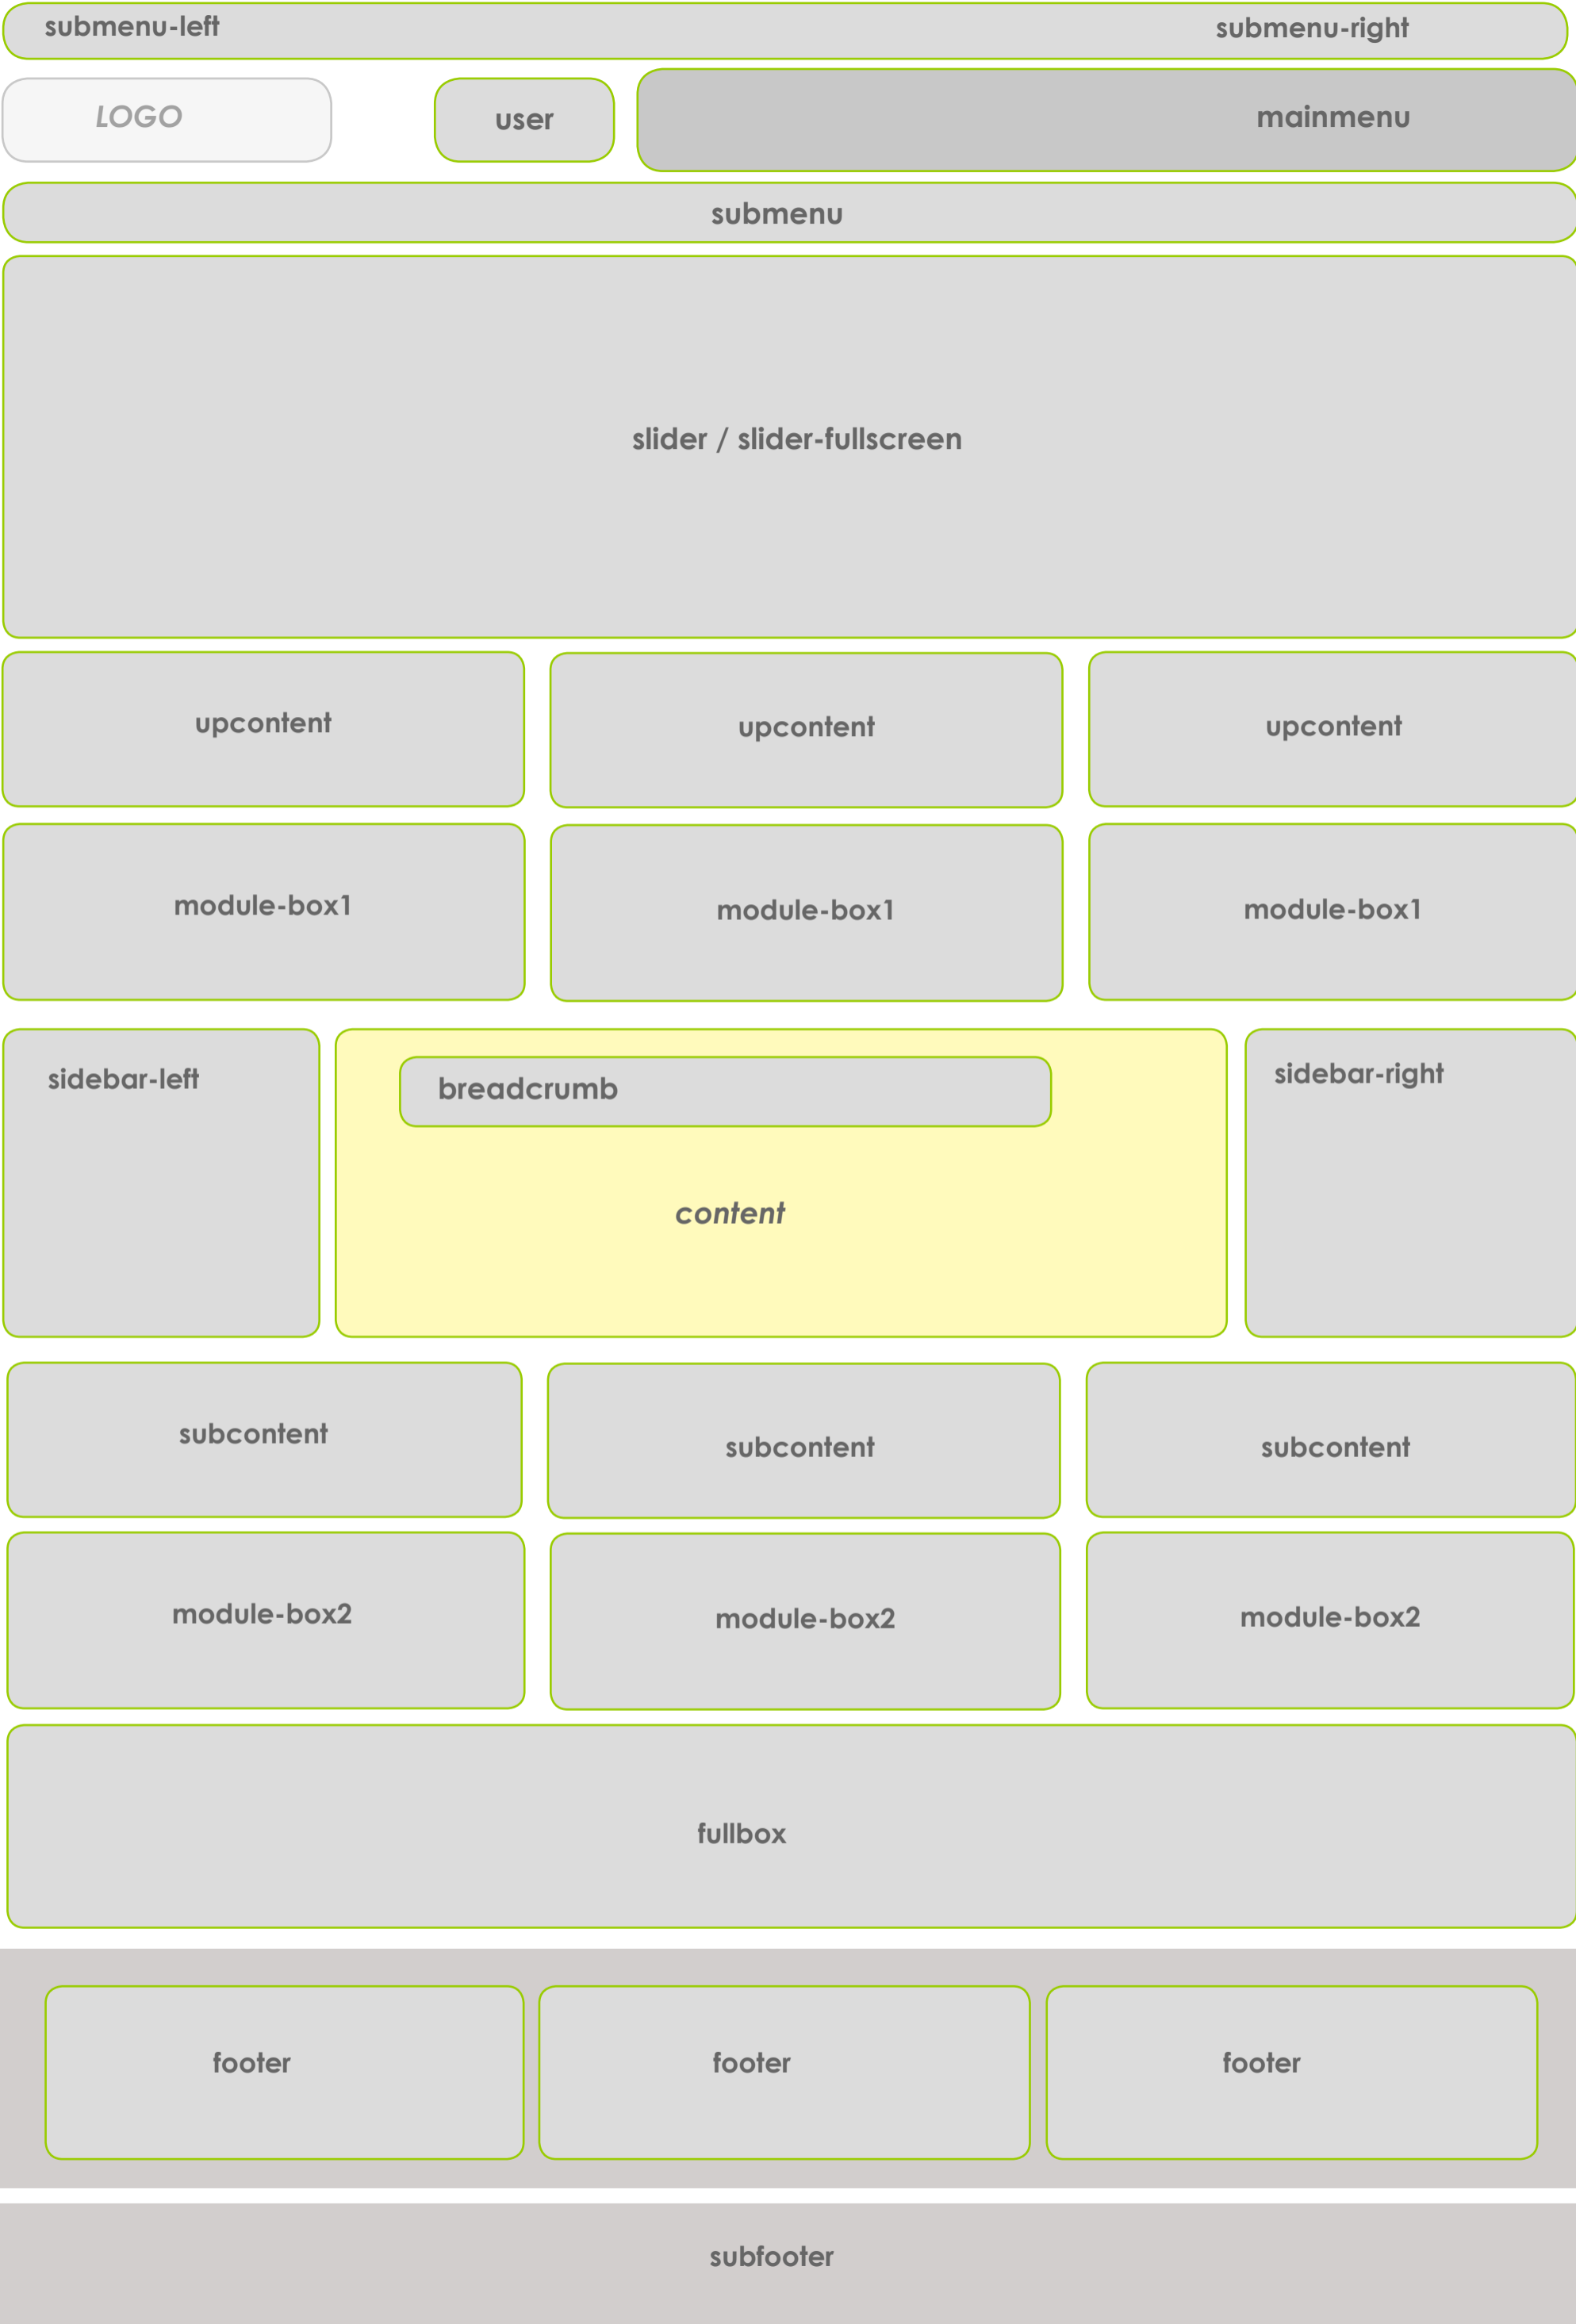 submenu-left submenu-right
LOGO user mainmenu
submenu
slider / slider-fullscreen
upcontent upcontent upcontent
module-box1 module-box1 module-box1
sidebar-left breadcrumb sidebar-right
content
subcontent subcontent subcontent
module-box2 module-box2 module-box2
fullbox
footer footer footer
subfooter